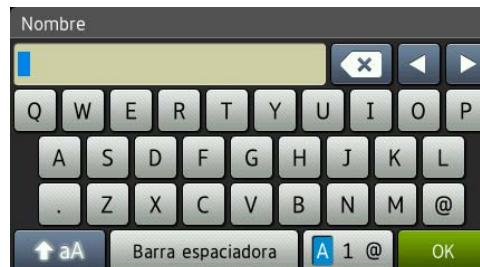 Nombre
Q W E R T Y U I O P
A S D F G H J K L
. Z X C V B N M @
aA Barra espaciadora A 1 @ OK